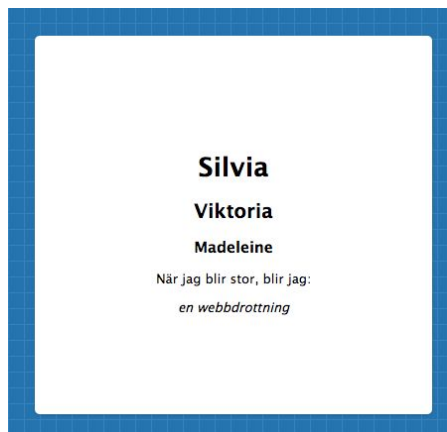 Silvia
Viktoria
Madeleine
När jag blir stor, blir jag:
en webbdrottning